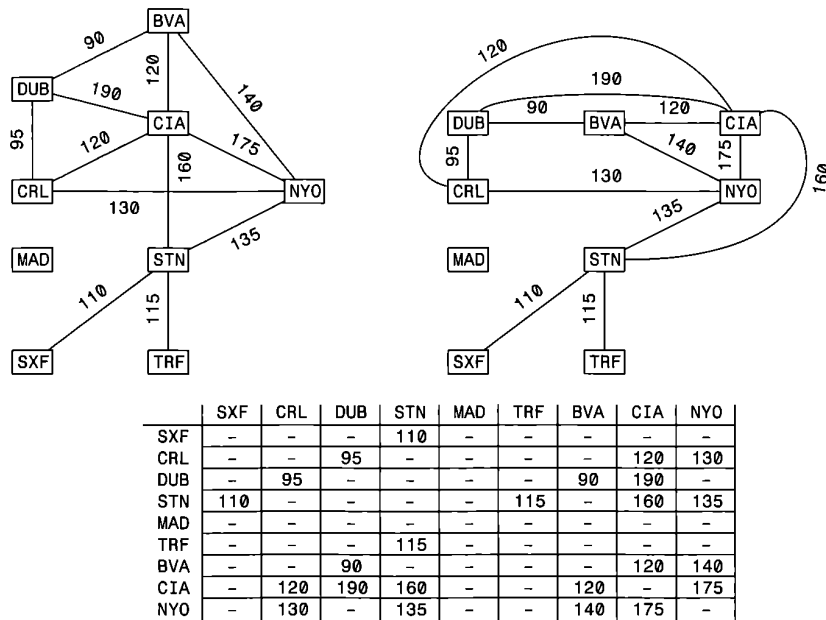 BVA
90
120
DUB
190
140
CIA
95
120
175
160
CRL
NYO
130
135
MAD
STN
110
115
SXF
TRF
120
190
DUB
90
BVA
120
CIA
95
140
175
CRL
130
NYO
160
135
MAD
STN
110
115
SXF
TRF
SXF CRL DUB STN MAD TRF BVA CIA NYO
SXF - - - 110 - - - - -
CRL - - 95 - - - - 120 130
DUB - 95 - - - - 90 190 -
STN 110 - - - - 115 - 160 135
MAD - - - - - - - - -
TRF - - - 115 - - - - -
BVA - - 90 - - - - 120 140
CIA - 120 190 160 - - 120 - 175
NYO - 130 - 135 - - 140 175 -